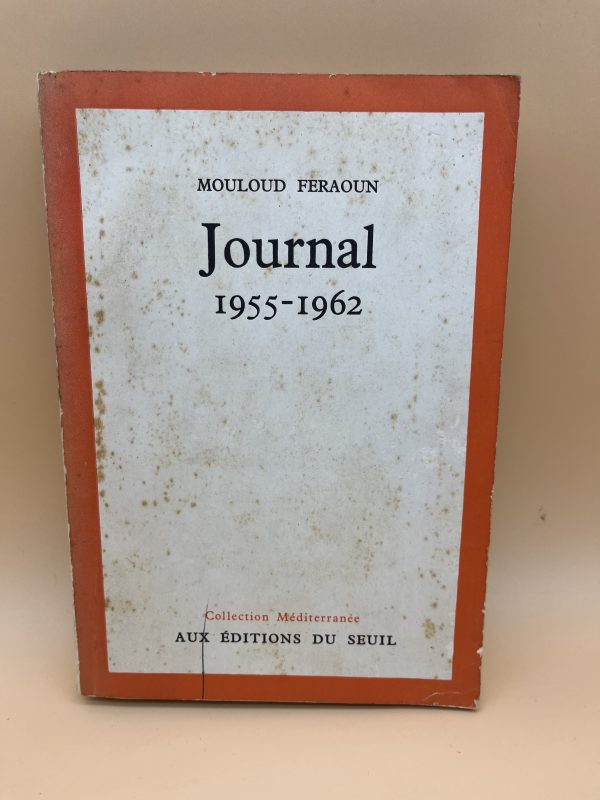 MOULOUD FERAOUN
Journal
1955-1962
Collection Méditerranée
AUX ÉDITIONS DU SEUIL